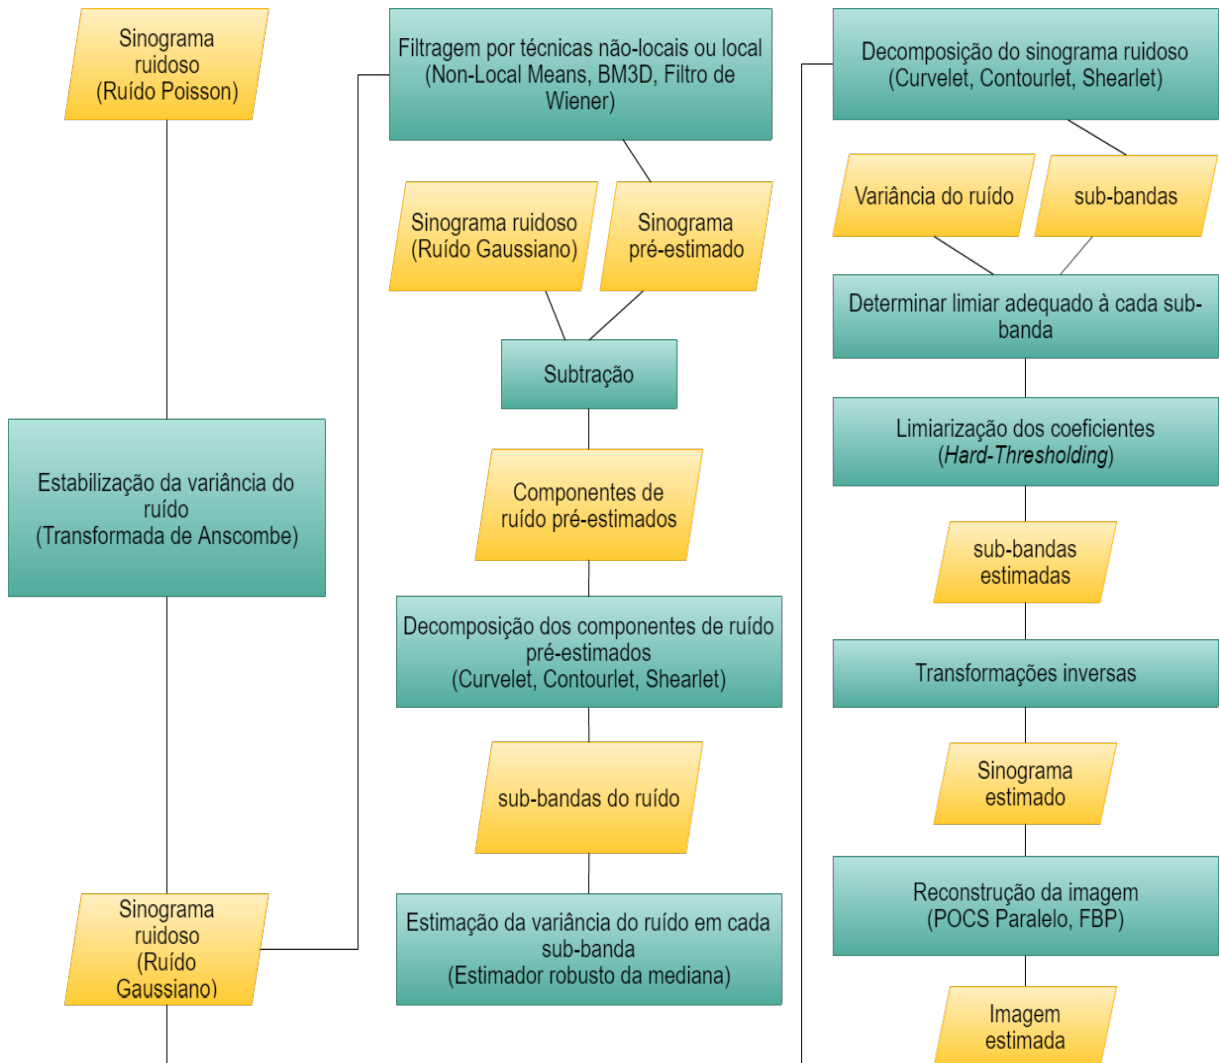 Sinograma
ruidoso
(Ruído Poisson)
Estabilização da variância do
ruído
(Transformada de Anscombe)
Sinograma
ruidoso
(Ruído
Gaussiano)
Filtragem por técnicas não-locais ou local
(Non-Local Means, BM3D, Filtro de
Wiener)
Sinograma ruidoso
(Ruído Gaussiano)
Sinograma
pré-estimado
Subtração
Componentes de
ruído pré-estimados
Decomposição dos componentes de ruído
pré-estimados
(Curvelet, Contourlet, Shearlet)
sub-bandas do ruído
Estimação da variância do ruído em cada
sub-banda
(Estimador robusto da mediana)
Decomposição do sinograma ruidoso
(Curvelet, Contourlet, Shearlet)
Variância do ruído
sub-bandas
Determinar limiar adequado à cada sub-
banda
Limiarização dos coeficientes
(Hard-Thresholding)
sub-bandas
estimadas
Transformações inversas
Sinograma
estimado
Reconstrução da imagem
(POCS Paralelo, FBP)
Imagem
estimada